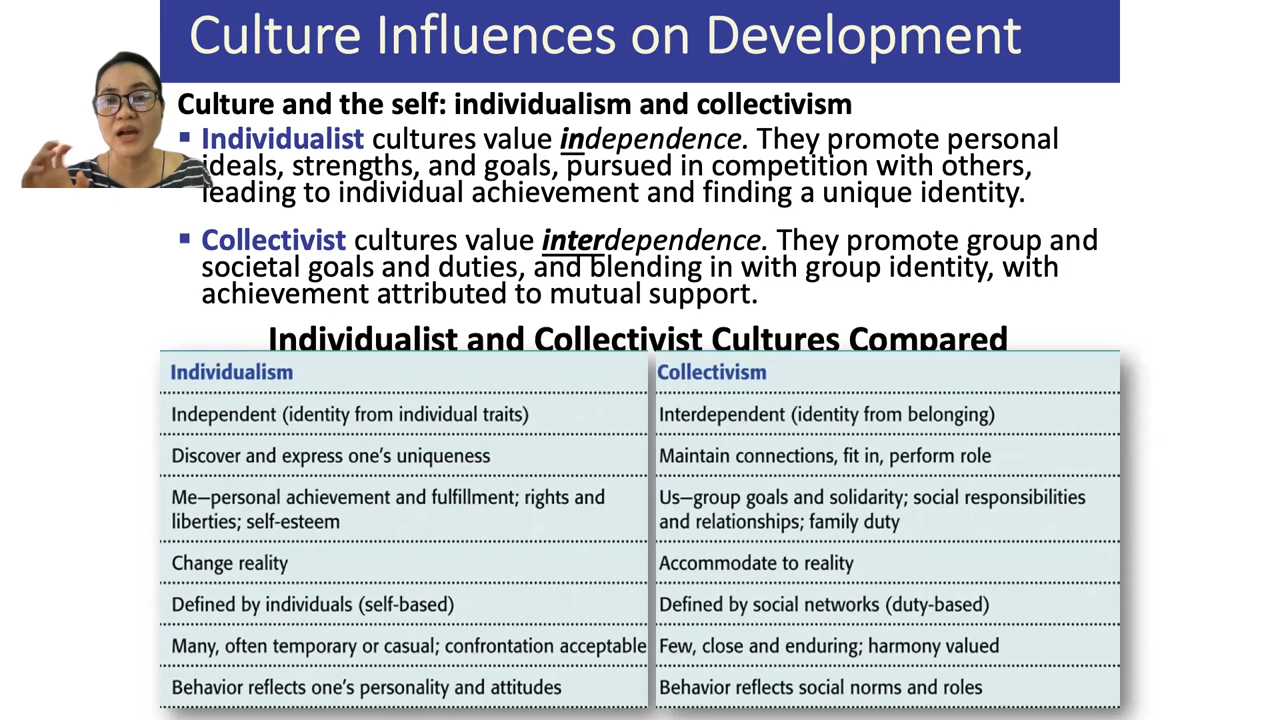 Culture Influences on Development
Culture and the self: individualism and collectivism
▪ Individualist cultures value independence. They promote personal
ideals, strengths, and goals, pursued in competition with others,
leading to individual achievement and finding a unique identity.
▪ Collectivist cultures value interdependence. They promote group and
societal goals and duties, and blending in with group identity, with
achievement attributed to mutual support.
Individualist and Collectivist Cultures Compared
Individualism Collectivism
Independent (identity from individual traits) Interdependent (identity from belonging)
Discover and express one's uniqueness Maintain connections, fit in, perform role
Me—personal achievement and fulfillment; rights and Us—group goals and solidarity; social responsibilities
liberties; self-esteem and relationships; family duty
Change reality Accommodate to reality
Defined by individuals (self-based) Defined by social networks (duty-based)
Many, often temporary or casual; confrontation acceptable Few, close and enduring; harmony valued
Behavior reflects one's personality and attitudes Behavior reflects social norms and roles